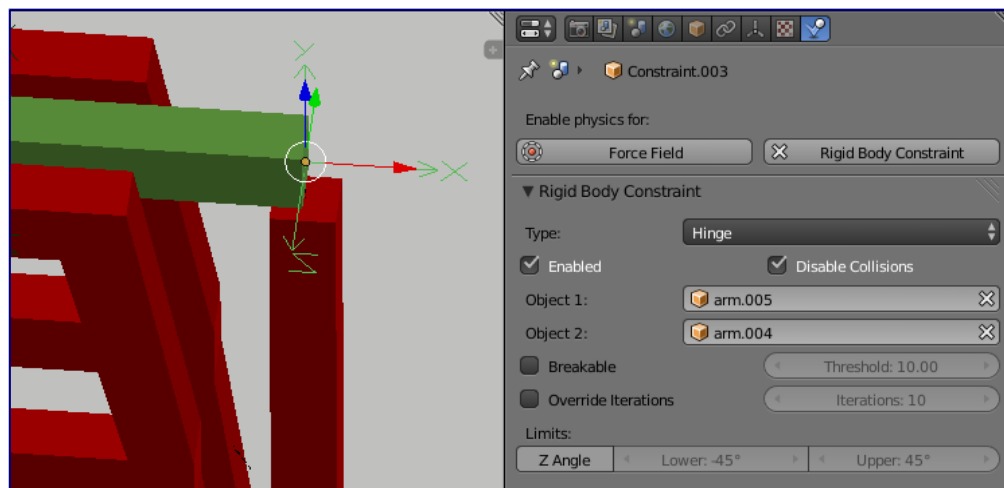 Y
X
Z
Constraint.003
Enable physics for:
Force Field
Rigid Body Constraint
Rigid Body Constraint
Type: Hinge
Enabled Disable Collisions
Object 1: arm.005
Object 2: arm.004
Breakable Threshold: 10.00
Override Iterations Iterations: 10
Limits:
Z Angle Lower: -45° Upper: 45°